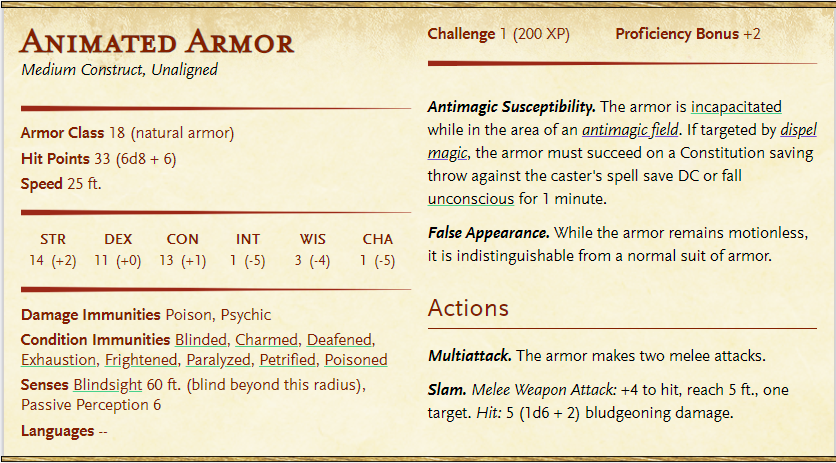 Animated Armor
Medium Construct, Unaligned
Armor Class 18 (natural armor)
Hit Points 33 (6d8 + 6)
Speed 25 ft.
STR DEX CON INT WIS CHA
14 (+2) 11 (+0) 13 (+1) 1 (-5) 3 (-4) 1 (-5)
Damage Immunities Poison, Psychic
Condition Immunities Blinded, Charmed, Deafened,
Exhaustion, Frightened, Paralyzed, Petrified, Poisoned
Senses Blindsight 60 ft. (blind beyond this radius),
Passive Perception 6
Languages --
Challenge 1 (200 XP) Proficiency Bonus +2
Antimagic Susceptibility. The armor is incapacitated
while in the area of an antimagic field. If targeted by dispel
magic, the armor must succeed on a Constitution saving
throw against the caster's spell save DC or fall
unconscious for 1 minute.
False Appearance. While the armor remains motionless,
it is indistinguishable from a normal suit of armor.
Actions
Multiattack. The armor makes two melee attacks.
Slam. Melee Weapon Attack: +4 to hit, reach 5 ft., one
target. Hit: 5 (1d6 + 2) bludgeoning damage.